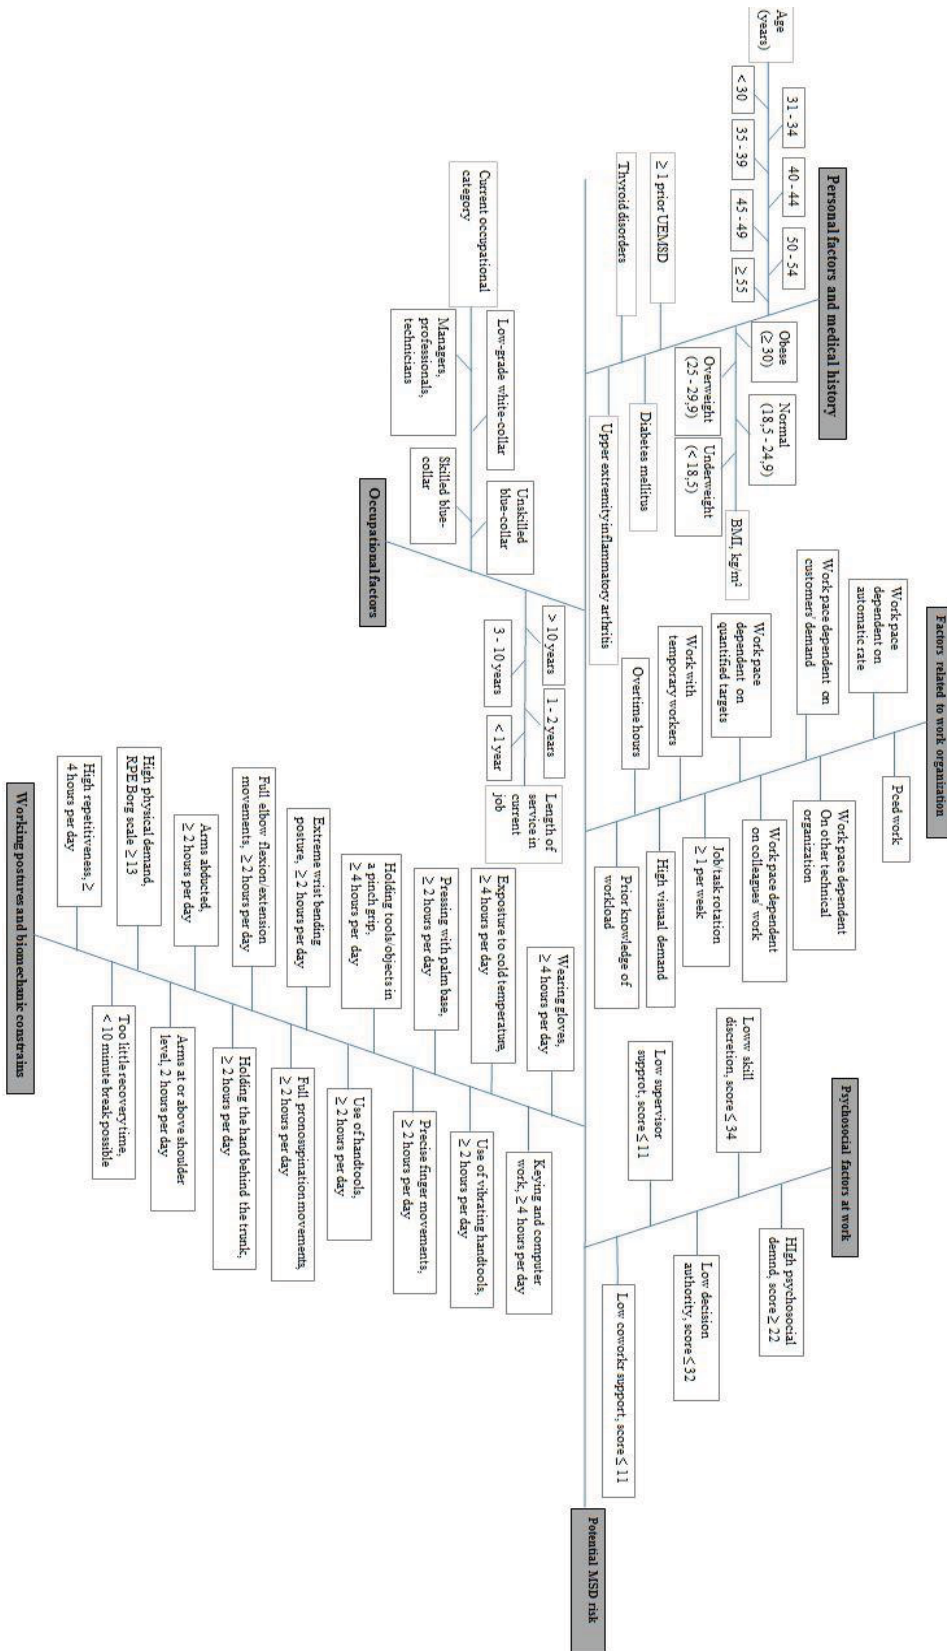 Personal factors and medical history
Age
(years)
31 - 34
40 - 44
50 - 54
< 30
35 - 39
45 - 49
≥ 55
Obese
(≥ 30)
Normal
(18,5 - 24,9)
Overweight
(25 - 29,9)
Underweight
(< 18,5)
BMI, kg/m²
≥ 1 prior UEMSD
Diabetes mellitus
Thyroid disorders
Upper extremity inflammatory arthritis
Factors related to work organization
Work pace
dependent on
automatic rate
Pced work
Work pace dependent on
customers' demand
Work pace dependent
On other technical
organization
Work pace
dependent on
quantified targets
Work pace dependent
on colleagues' work
Work with
temporary workers
Job/task rotation
≥ 1 per week
Overtime hours
High visual demand
Prior knowledge of
workload
Psychosocial factors at work
HIgh psychosocial
demnd, score ≥ 22
Loww skill
discretion, score ≤ 34
Low decision
authority, score ≤ 32
Low supervisor
supprot, score ≤ 11
Low coworkr support, score ≤ 11
Potential MSD risk
Current occupational
category
Low-grade white-collar
Unskilled
blue-collar
Managers,
professionals,
technicians
Skilled blue-
collar
Occupational factors
> 10 years
1 - 2 years
3 - 10 years
< 1 year
Length of
service in
current
job
Wearing gloves,
≥ 4 hours per day
Keying and computer
work, ≥ 4 hours per day
Exposture to cold temperature,
≥ 4 hours per day
Use of vibrating handtools,
≥ 2 hours per day
Pressing with palm base,
≥ 2 hours per day
Precise finger movements,
≥ 2 hours per day
Holding tools/objects in
a pinch grip,
≥ 4 hours per day
Use of handtools,
≥ 2 hours per day
Extreme wrist bending
posture, ≥ 2 hours per day
Full pronosupination movements,
≥ 2 hours per day
Full elbow flexion/extension
movements, ≥ 2 hours per day
Holding the hand behind the trunk,
≥ 2 hours per day
Arms abducted,
≥ 2 hours per day
Arms at or above shoulder
level, 2 hours per day
High physical demand,
RPE Borg scale ≥ 13
Too little recovery time,
< 10 minute break possible
High repetitiveness, ≥
4 hours per day
Working postures and biomechanic constrains